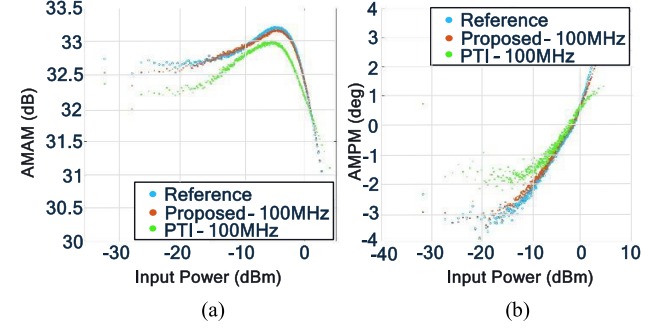 33.5
33
32.5
32
31.5
31
30.5
30
AMAM (dB)
-30
-20
-10
0
Input Power (dBm)
Reference
Proposed- 100MHz
PTI - 100MHz
(a)
4
3
2
1
0
-1
-2
-3
-4
AMPM (deg)
-40
-30
-20
-10
0
10
Input Power (dBm)
Reference
Proposed- 100MHz
PTI - 100MHz
(b)